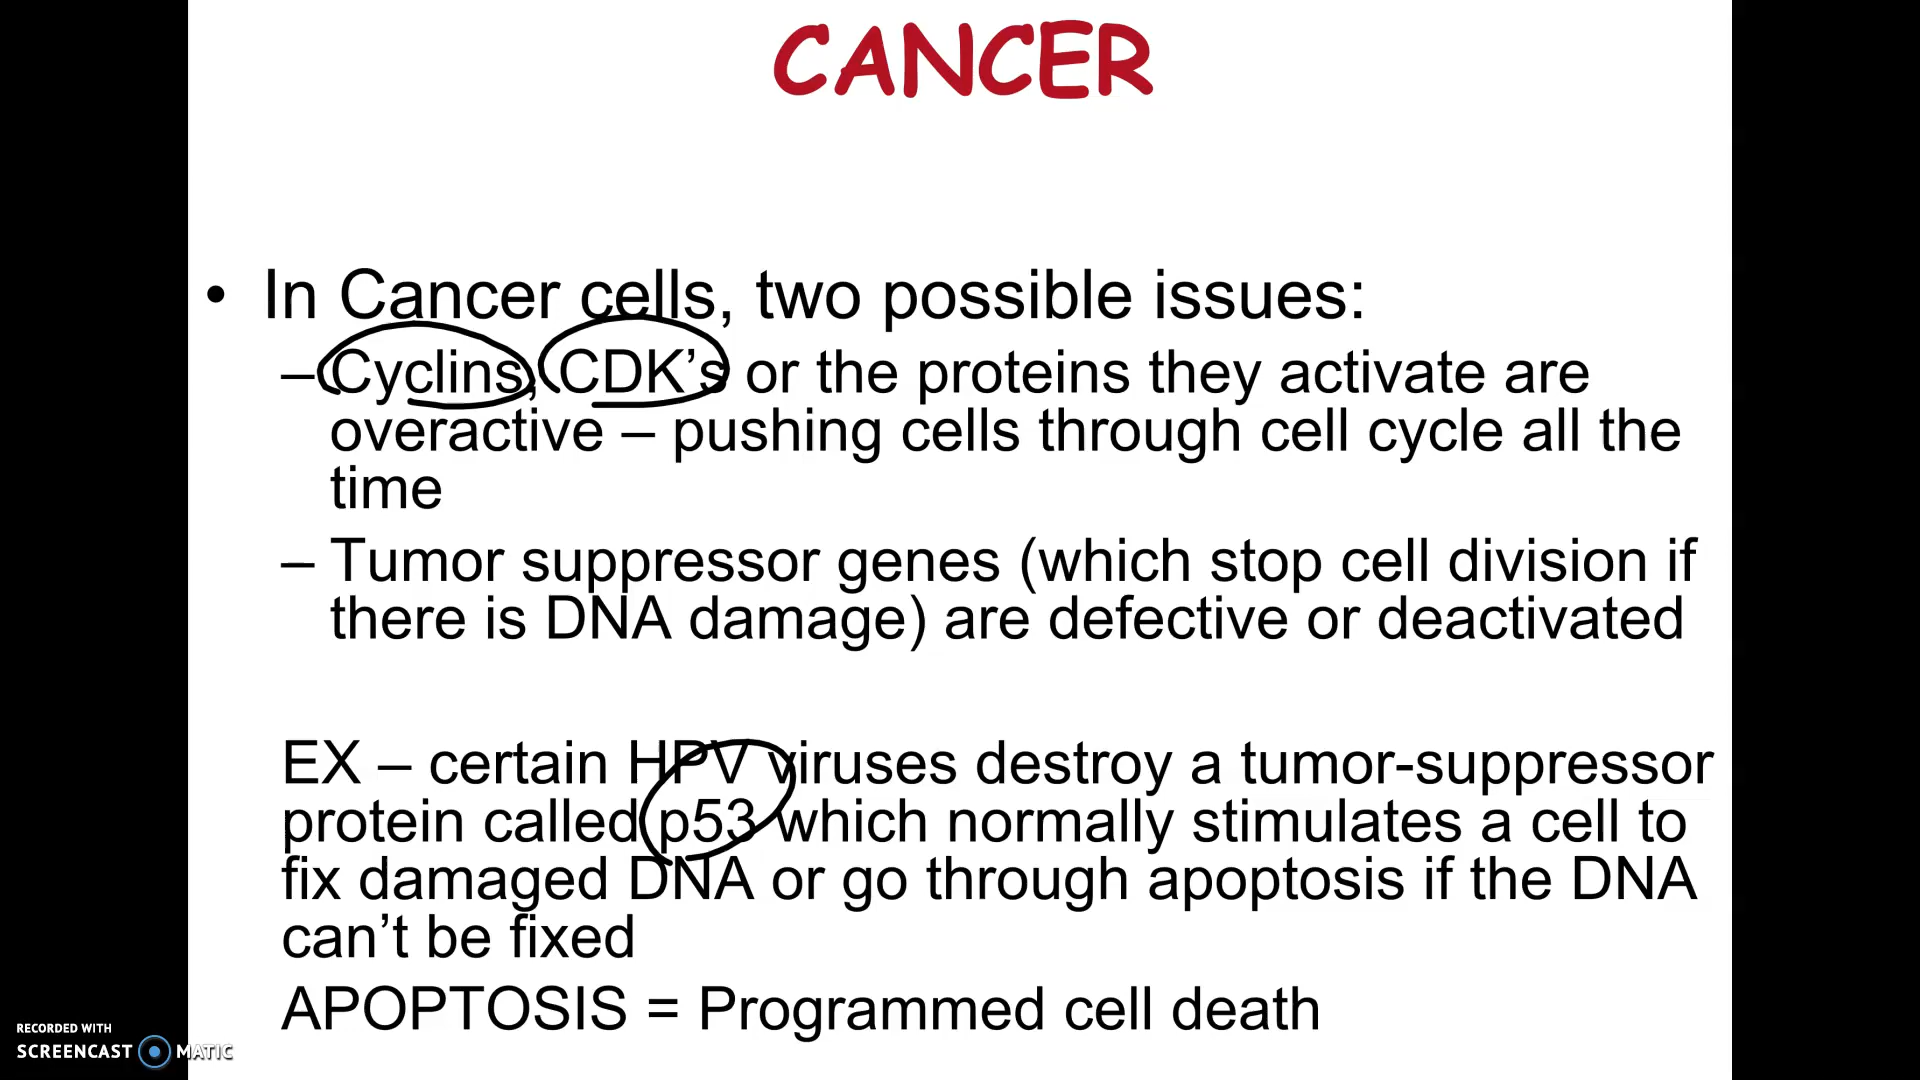 CANCER
• In Cancer cells, two possible issues:
– Cyclins, CDK’s or the proteins they activate are
overactive – pushing cells through cell cycle all the
time
– Tumor suppressor genes (which stop cell division if
there is DNA damage) are defective or deactivated
EX – certain HPV viruses destroy a tumor-suppressor
protein called p53 which normally stimulates a cell to
fix damaged DNA or go through apoptosis if the DNA
can’t be fixed
APOPTOSIS = Programmed cell death
RECORDED WITH
SCREENCAST MATIC